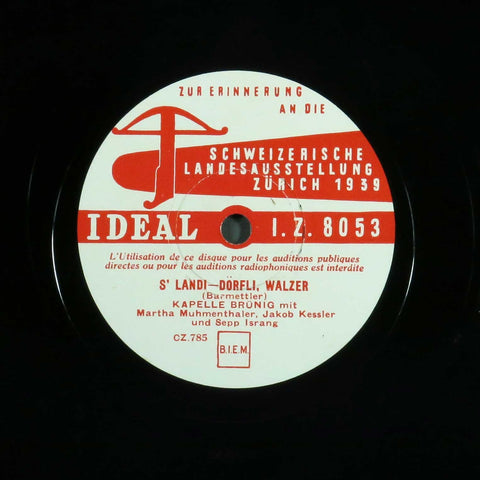 ZUR ERINNERUNG
AN DIE
SCHWEIZERISCHE
LANDESAUSSTELLUNG
ZÜRICH 1939
IDEAL I.Z. 8053
L'Utilisation de ce disque pour les auditions publiques
directes ou pour les auditions radiophoniques est interdite
S' LANDI—DÖRFLI, WALZER
(Barmettler)
KAPELLE BRÜNIG mit
Martha Muhmenthaler, Jakob Kessler
und Sepp Israng
CZ.785 B.I.E.M.